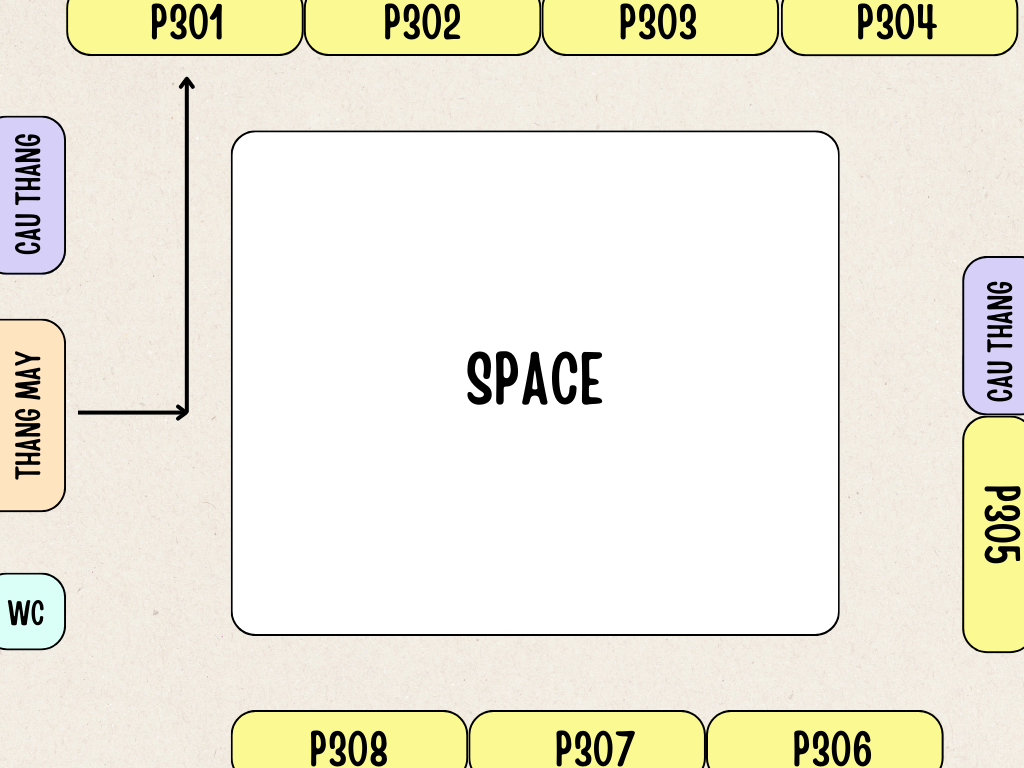 P301
P302
P303
P304
CAU THANG
THANG MAY
WC
SPACE
CAU THANG
P305
P308
P307
P306